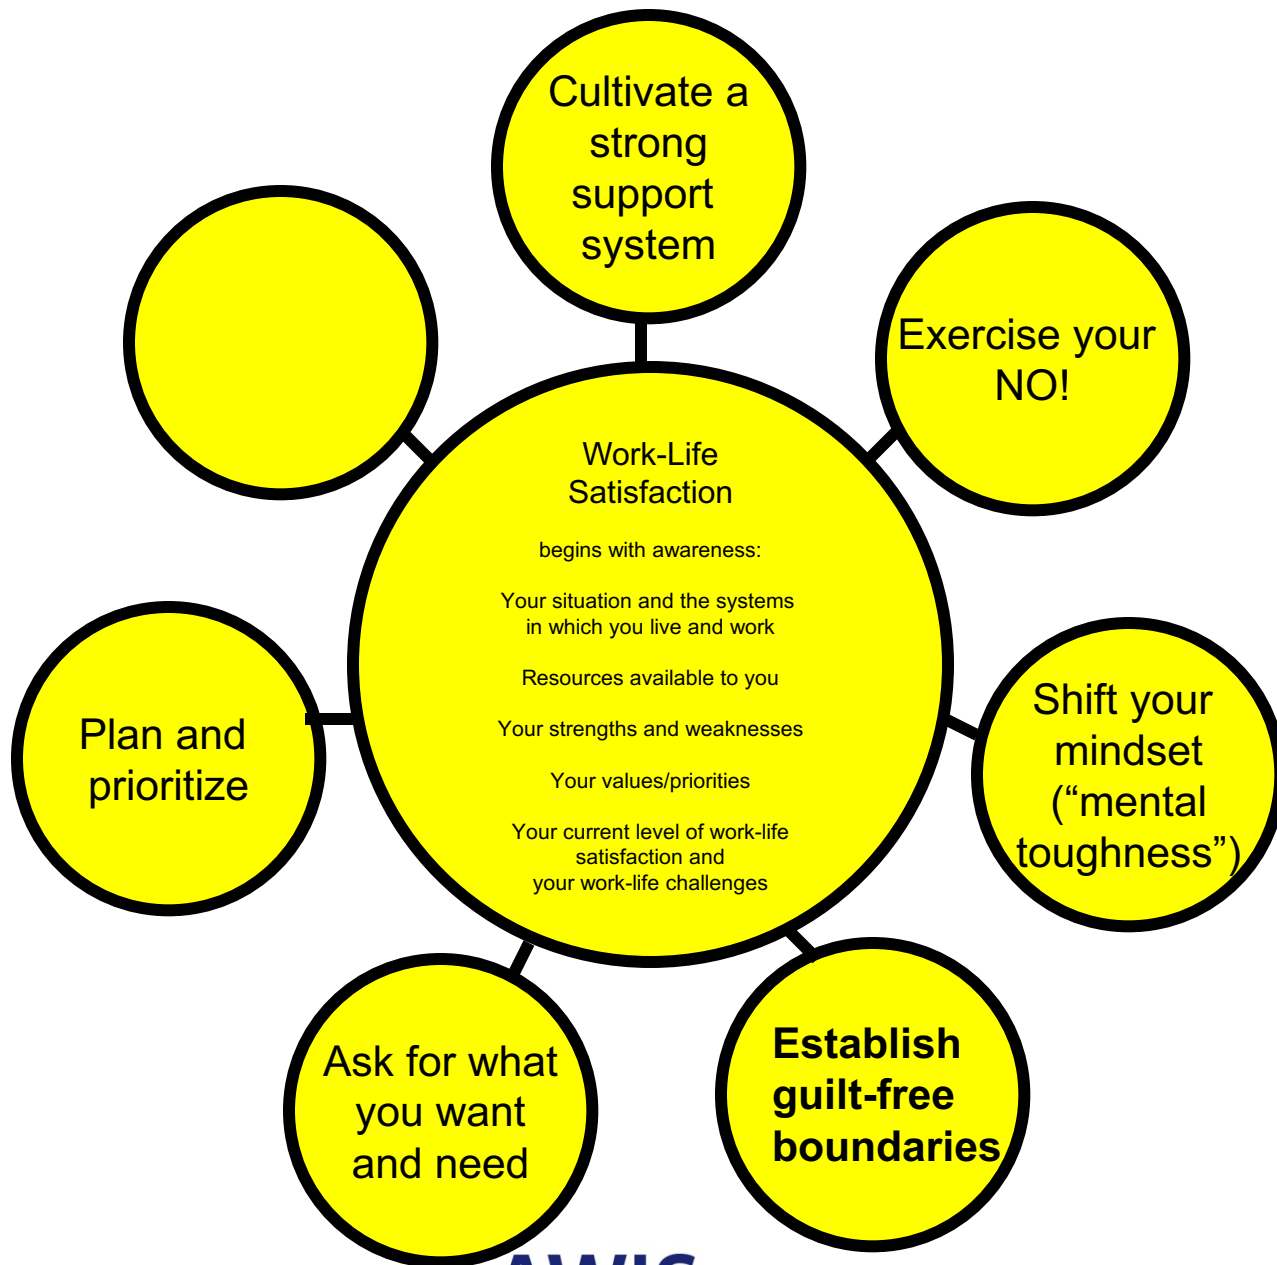 Cultivate a
strong
support
system
Exercise your
NO!
Work-Life
Satisfaction
begins with awareness:
Your situation and the systems
in which you live and work
Resources available to you
Your strengths and weaknesses
Your values/priorities
Your current level of work-life
satisfaction and
your work-life challenges
Shift your
mindset
(“mental
toughness”)
Plan and
prioritize
Establish
guilt-free
boundaries
Ask for what
you want
and need
AWIS